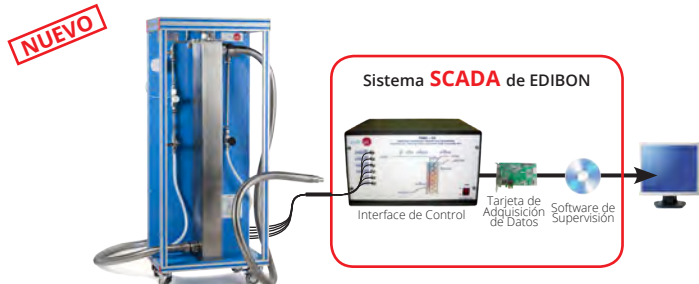 NUEVO
Sistema SCADA de EDIBON
Interface de Control
Tarjeta de
Adquisición
de Datos
Software de
Supervisión